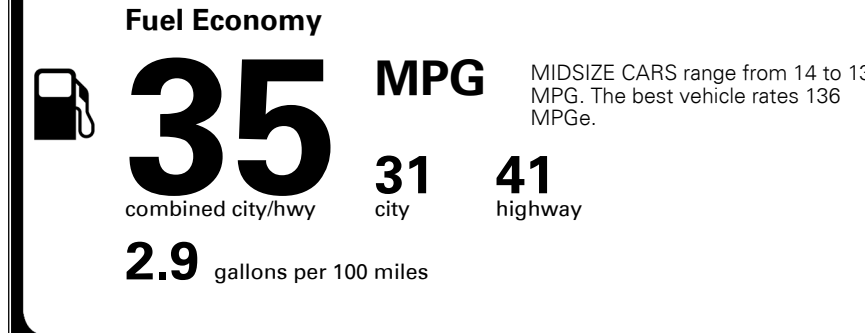 Fuel Economy
35 MPG
MIDSIZE CARS range from 14 to
MPG. The best vehicle rates 136
MPGe.
31 41
combined city/hwy city highway
2.9 gallons per 100 miles